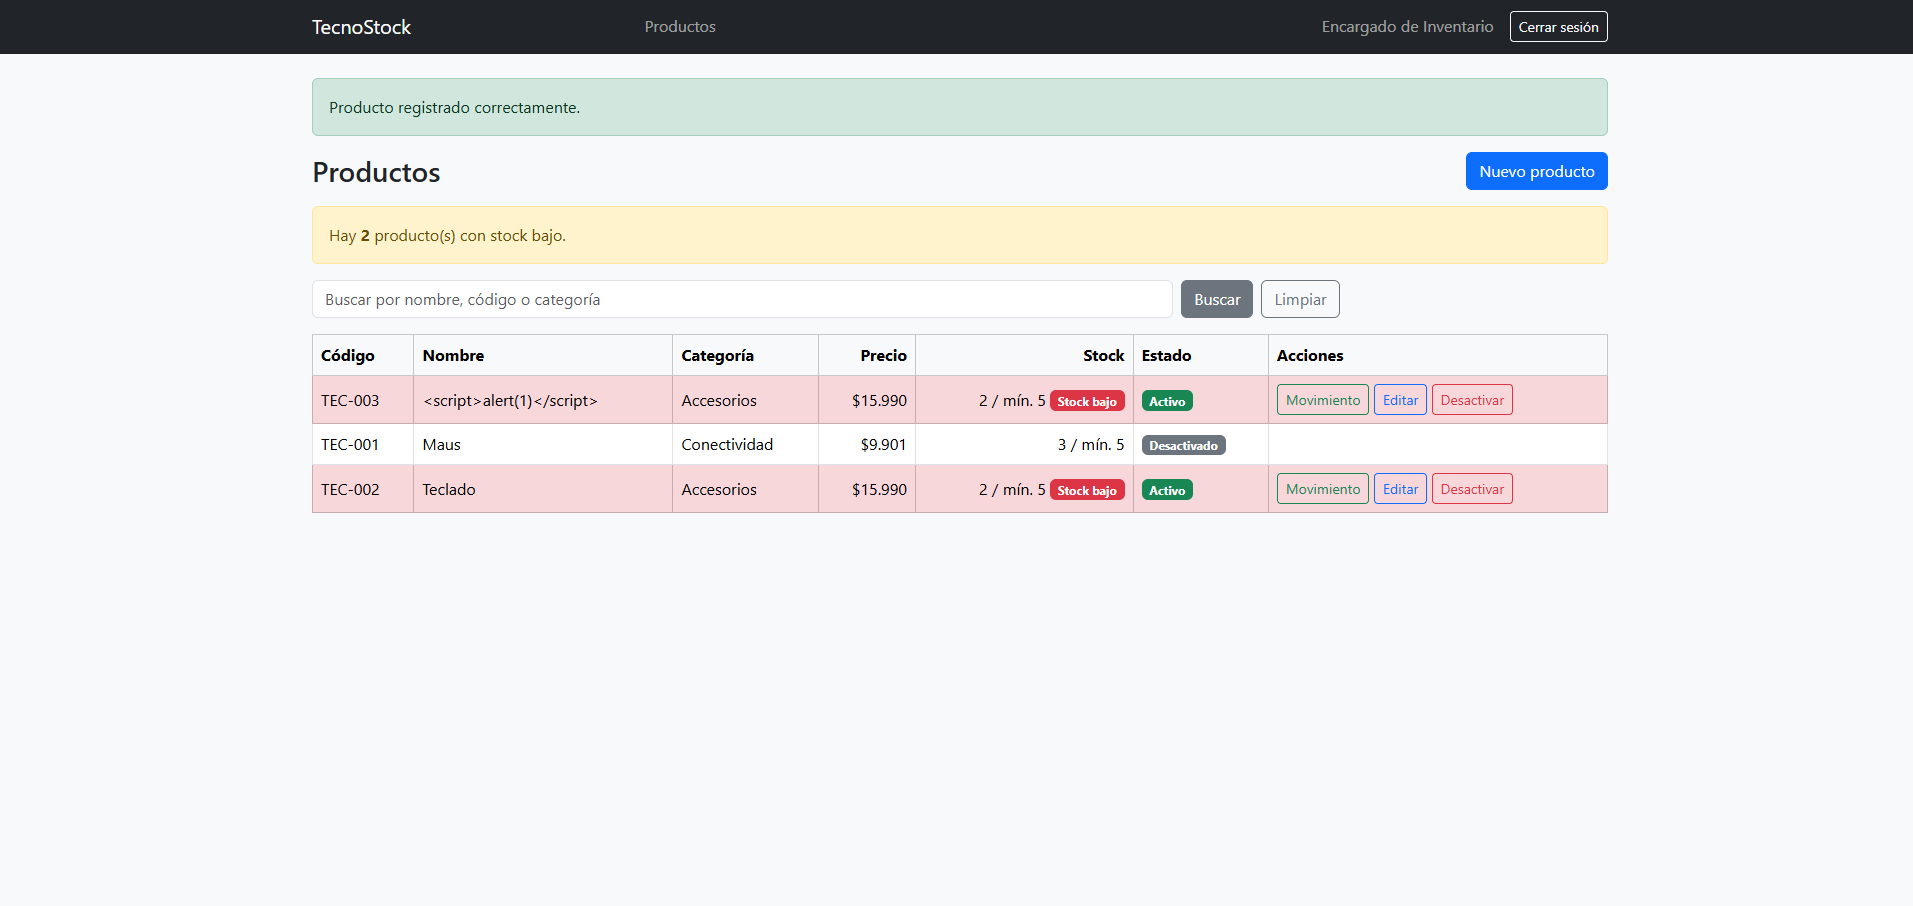 TecnoStock Productos Encargado de Inventario Cerrar sesión
Producto registrado correctamente.
Productos Nuevo producto
Hay 2 producto(s) con stock bajo.
Buscar por nombre, código o categoría Buscar Limpiar
Código Nombre Categoría Precio Stock Estado Acciones
TEC-003 <script>alert(1)</script> Accesorios $15.990 2 / mín. 5 Stock bajo Activo Movimiento Editar Desactivar
TEC-001 Maus Conectividad $9.901 3 / mín. 5 Desactivado
TEC-002 Teclado Accesorios $15.990 2 / mín. 5 Stock bajo Activo Movimiento Editar Desactivar